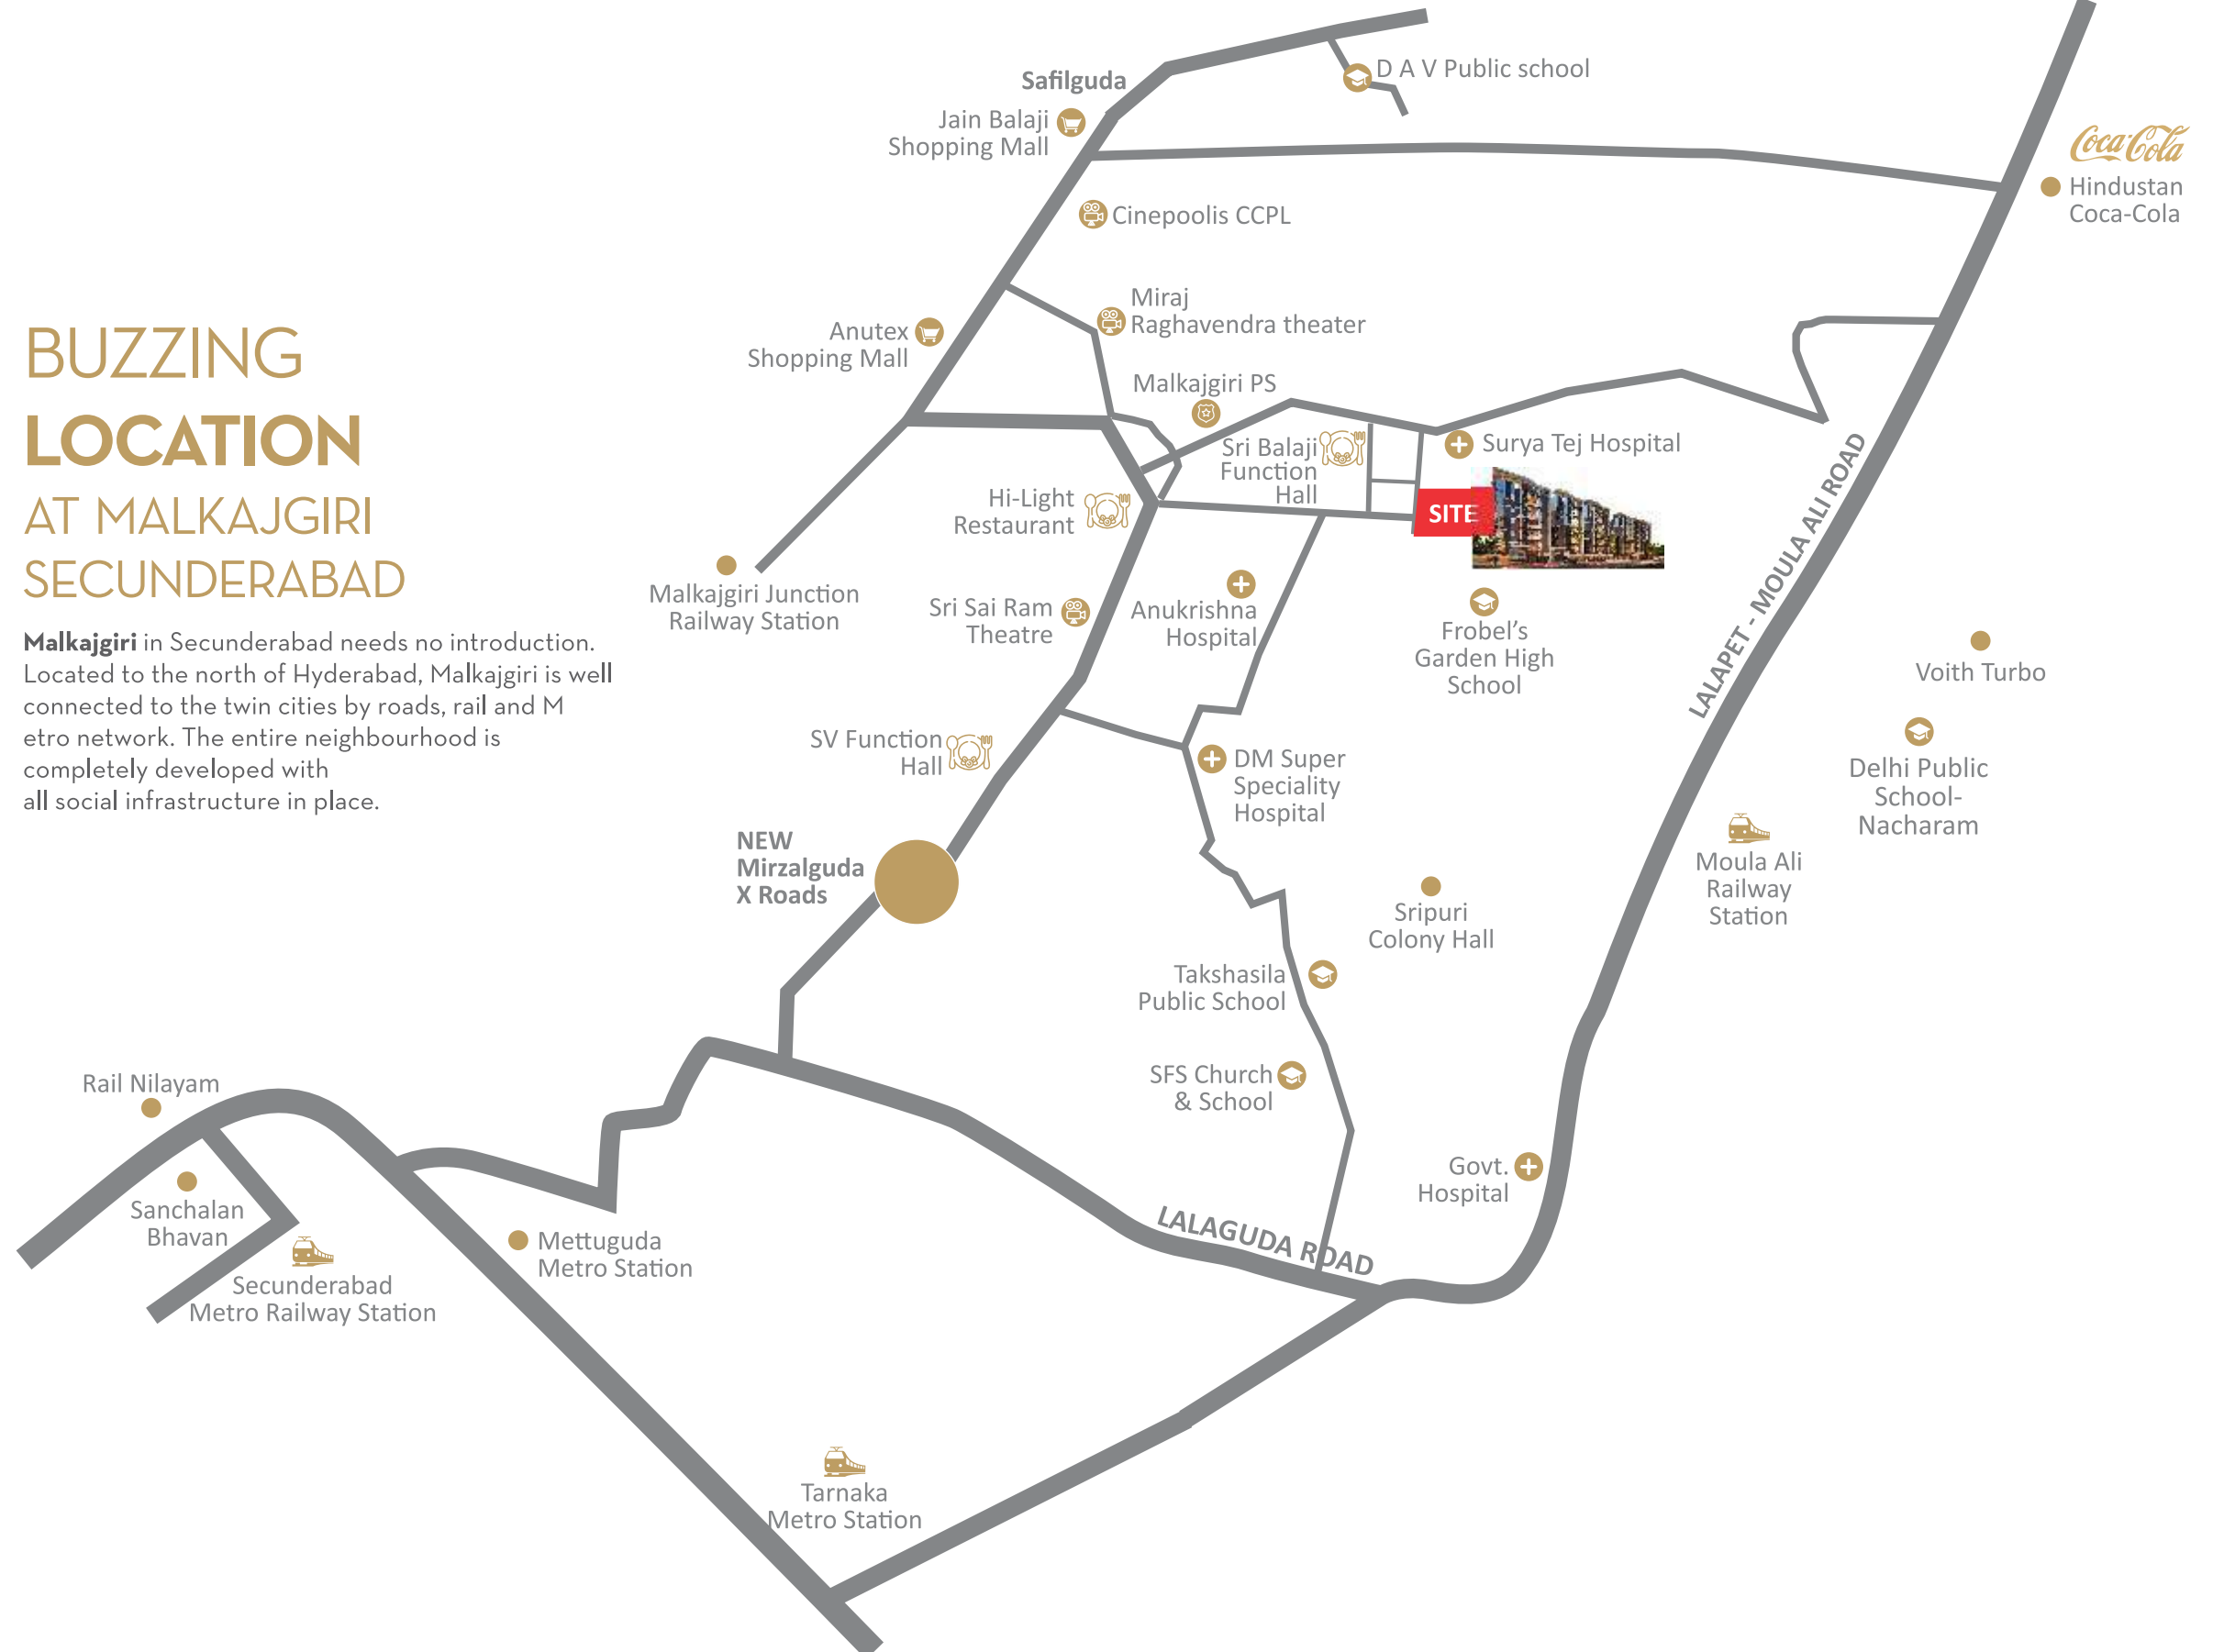 BUZZING
LOCATION
AT MALKAJGIRI
SECUNDERABAD
Malkajgiri in Secunderabad needs no introduction.
Located to the north of Hyderabad, Malkajgiri is well
connected to the twin cities by roads, rail and M
etro network. The entire neighbourhood is
completely developed with
all social infrastructure in place.
Safilguda
Jain Balaji
Shopping Mall
D A V Public school
Coca-Cola
Hindustan
Coca-Cola
Cinepoolis CCPL
Miraj
Raghavendra theater
Anutex
Shopping Mall
Malkajgiri PS
Sri Balaji
Function
Hall
Surya Tej Hospital
SITE
Hi-Light
Restaurant
Malkajgiri Junction
Railway Station
Sri Sai Ram
Theatre
Anukrishna
Hospital
Frobel’s
Garden High
School
LALAPET - MOULA ALI ROAD
Voith Turbo
SV Function
Hall
DM Super
Speciality
Hospital
Delhi Public
School-
Nacharam
NEW
Mirzalguda
X Roads
Moula Ali
Railway
Station
Sripuri
Colony Hall
Takshasila
Public School
SFS Church
& School
Rail Nilayam
Sanchalan
Bhavan
Secunderabad
Metro Railway Station
Mettuguda
Metro Station
Govt.
Hospital
LALAGUDA ROAD
Tarnaka
Metro Station